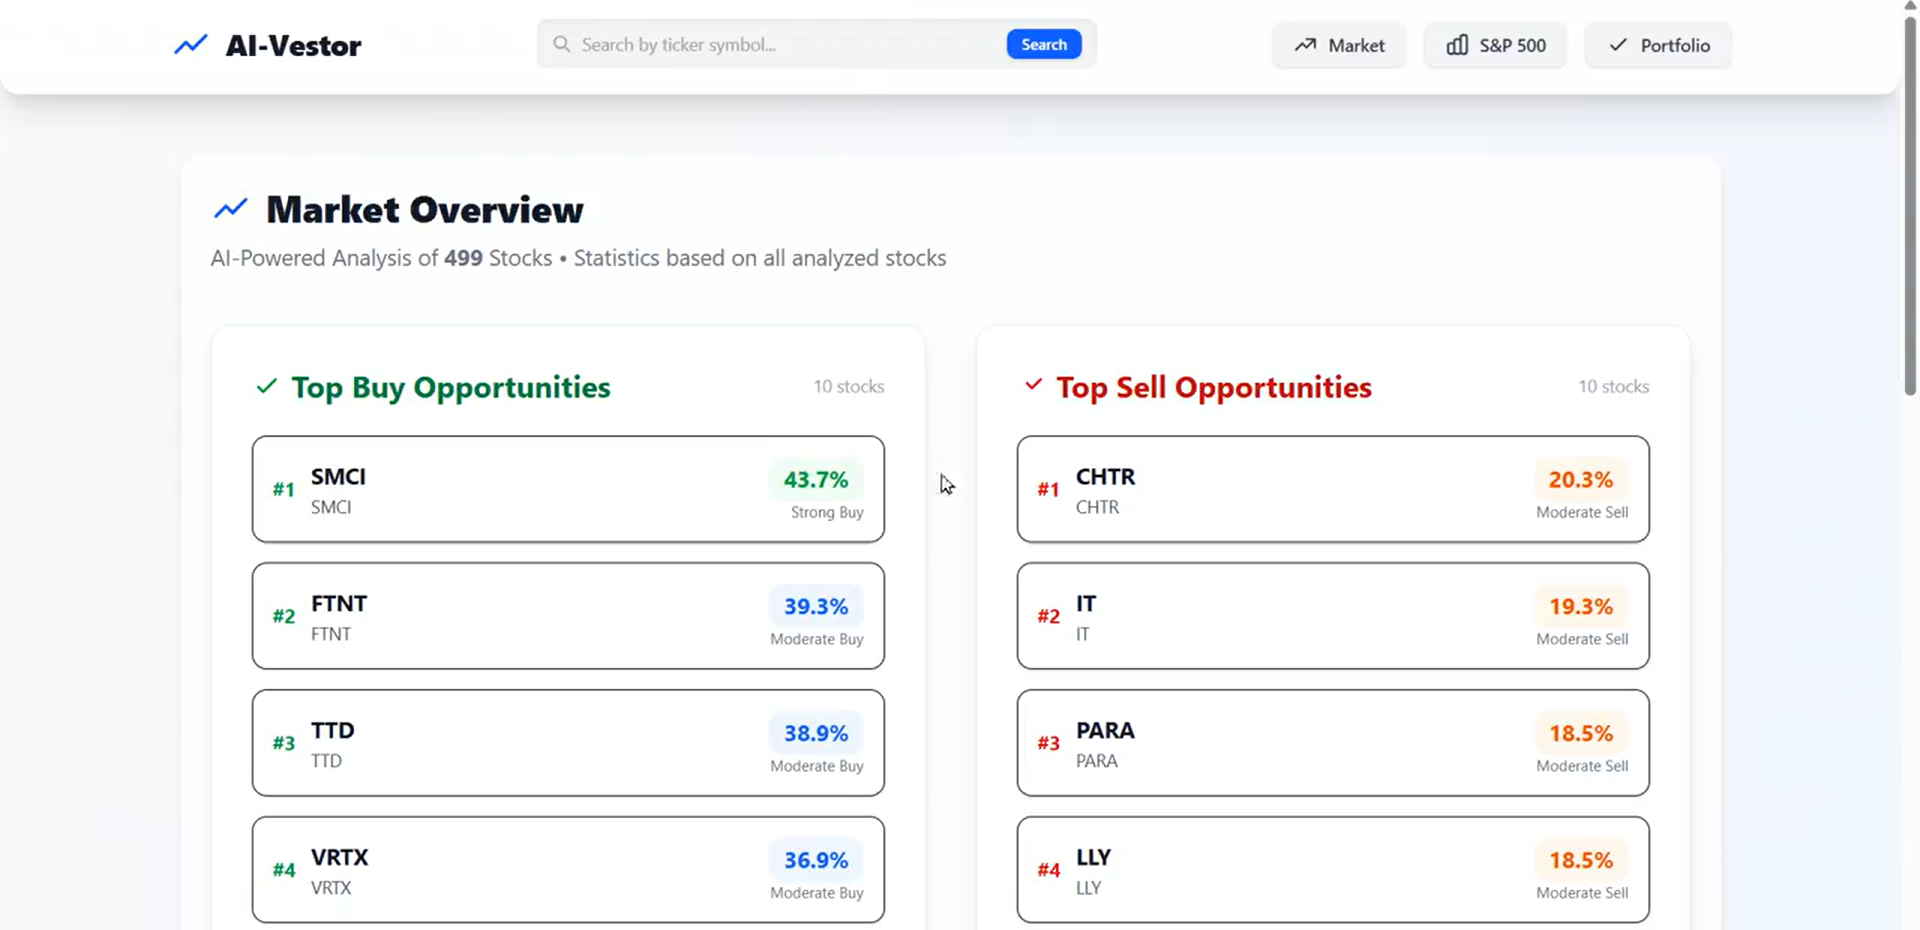 AI-Vestor
Search by ticker symbol...
Search
Market
S&P 500
Portfolio
Market Overview
AI-Powered Analysis of 499 Stocks • Statistics based on all analyzed stocks
Top Buy Opportunities
10 stocks
#1
SMCI
SMCI
43.7%
Strong Buy
#2
FTNT
FTNT
39.3%
Moderate Buy
#3
TTD
TTD
38.9%
Moderate Buy
#4
VRTX
VRTX
36.9%
Moderate Buy
Top Sell Opportunities
10 stocks
#1
CHTR
CHTR
20.3%
Moderate Sell
#2
IT
IT
19.3%
Moderate Sell
#3
PARA
PARA
18.5%
Moderate Sell
#4
LLY
LLY
18.5%
Moderate Sell